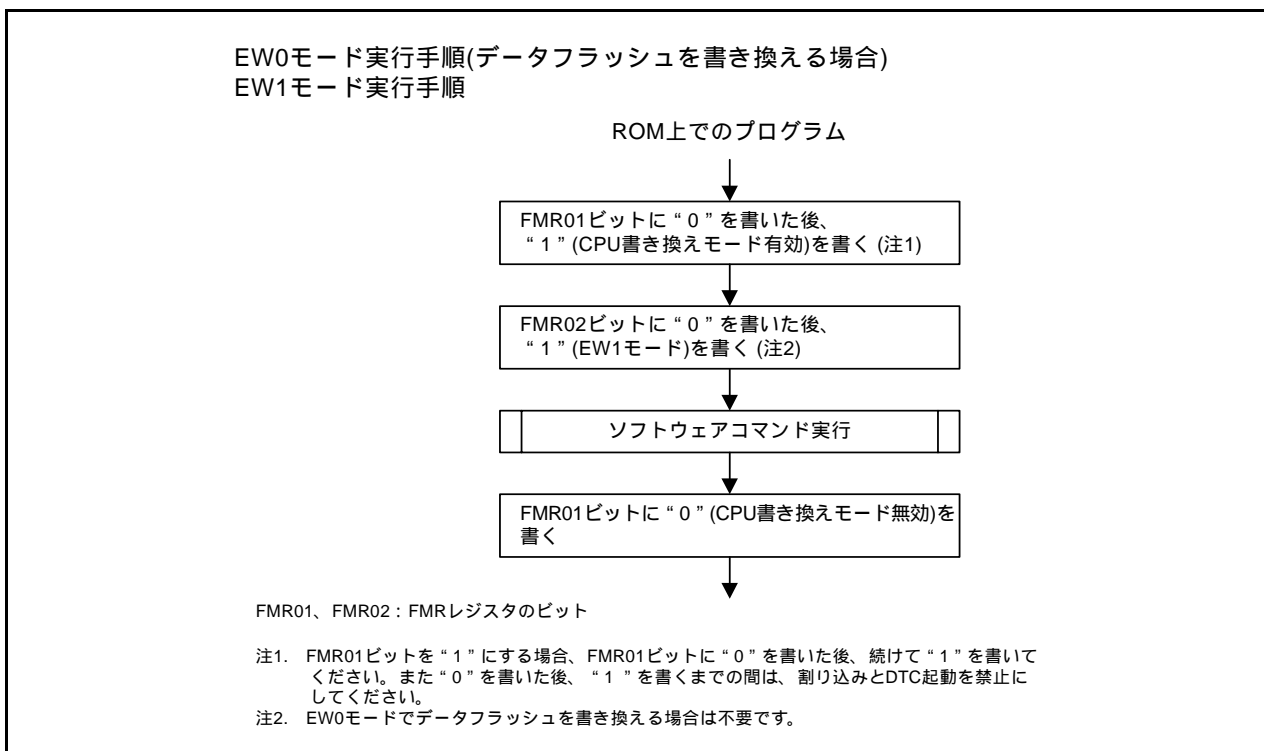 EW0モード実行手順(データフラッシュを書き換える場合)
EW1モード実行手順
ROM上でのプログラム
FMR01ビットに“0”を書いた後、
“1”(CPU書き換えモード有効)を書く(注1)
FMR02ビットに“0”を書いた後、
“1”(EW1モード)を書く(注2)
ソフトウェアコマンド実行
FMR01ビットに“0”(CPU書き換えモード無効)を
書く
FMR01、FMR02：FMRレジスタのビット
注1. FMR01ビットを“1”にする場合、FMR01ビットに“0”を書いた後、続けて“1”を書いて
ください。また“0”を書いた後、“1”を書くまでの間は、割り込みとDTC起動を禁止に
してください。
注2. EW0モードでデータフラッシュを書き換える場合は不要です。